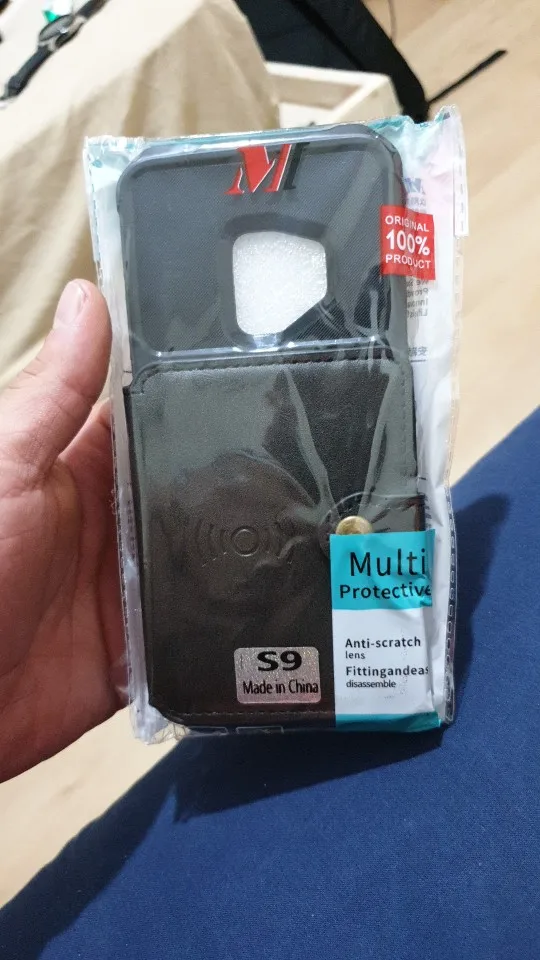 M
ORIGINAL
100%
PRODUCT
Multi
Protective
Anti-scratch
lens
Fittingandeas
disassemble
S9
Made in China